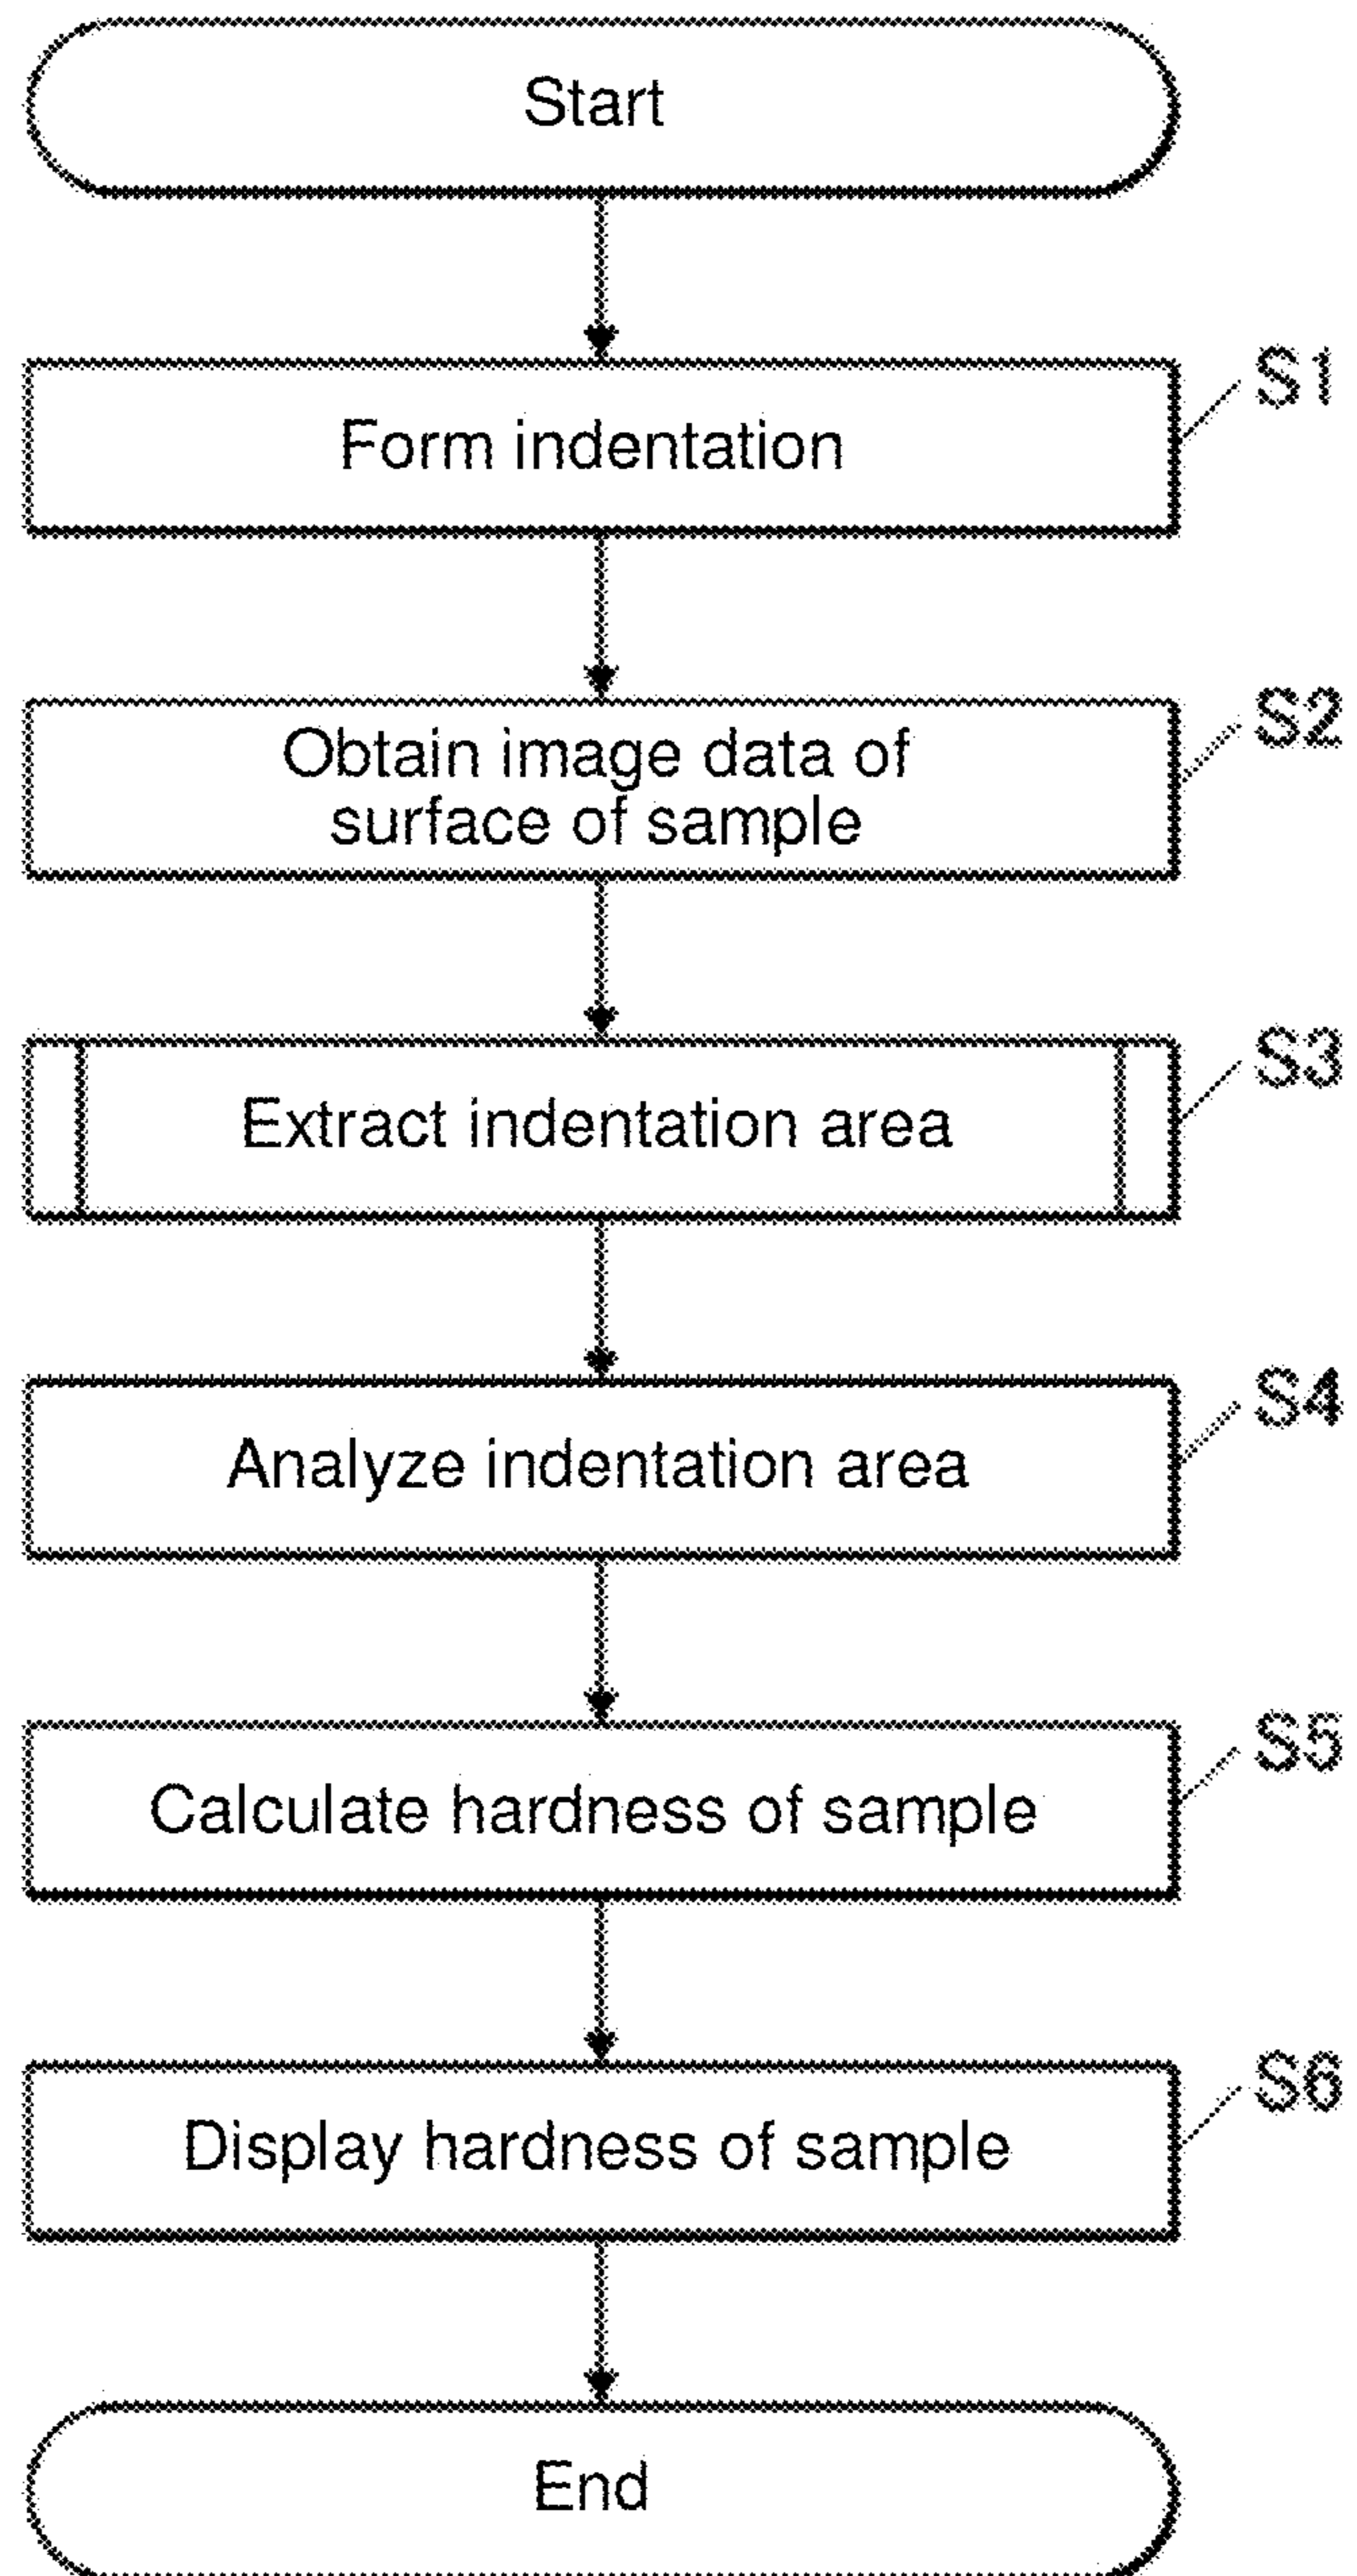 Start
Form indentation
S1
Obtain image data of
surface of sample
S2
Extract indentation area
S3
Analyze indentation area
S4
Calculate hardness of sample
S5
Display hardness of sample
S6
End